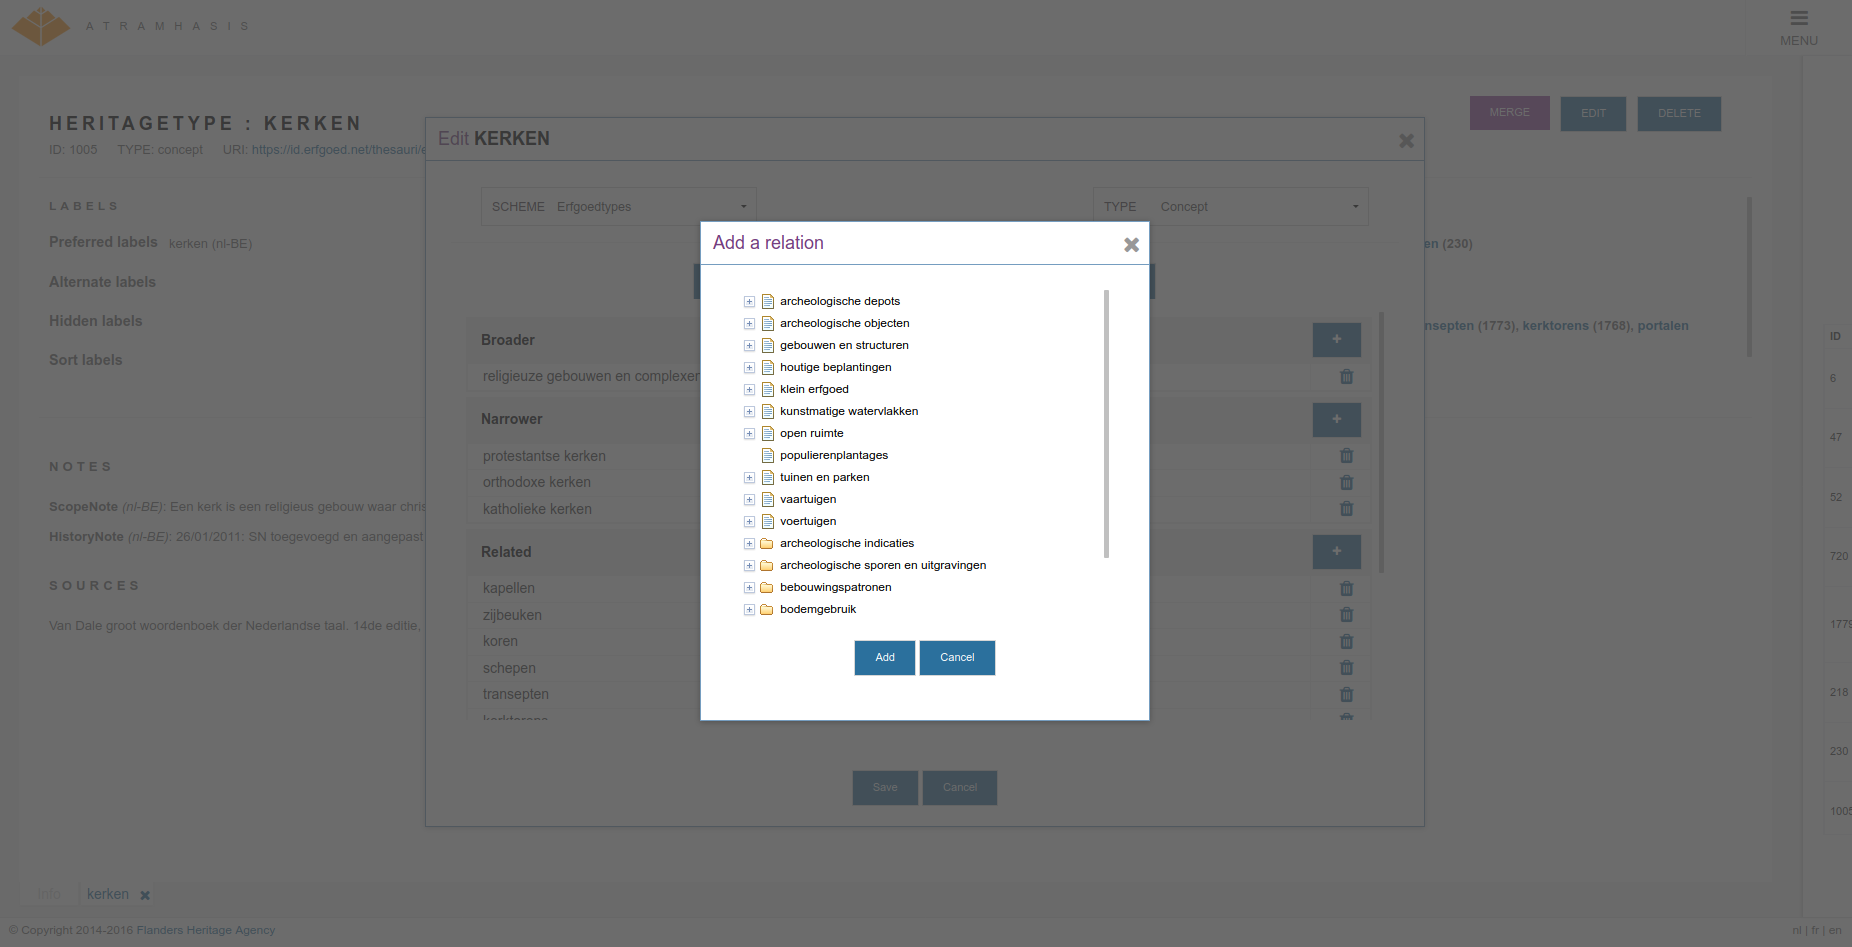 ATRAMHASIS
MENU
HERITAGETYPE : KERKEN
ID: 1005 TYPE: concept URI: https://id.erfgoed.net/thesauri/e
MERGE EDIT DELETE
LABELS
Preferred labels kerken (nl-BE)
Alternate labels
Hidden labels
Sort labels
NOTES
ScopeNote (nl-BE): Een kerk is een religieus gebouw waar chris
HistoryNote (nl-BE): 26/01/2011: SN toegevoegd en aangepast
SOURCES
Van Dale groot woordenboek der Nederlandse taal. 14de editie,
Edit KERKEN
SCHEME Erfgoedtypes
TYPE Concept
Broader
+
religieuze gebouwen en complexen
Narrower
+
protestantse kerken
orthodoxe kerken
katholieke kerken
Related
+
kapellen
zijbeuken
koren
schepen
transepten
kerktorens
Save Cancel
Add a relation
archeologische depots
archeologische objecten
gebouwen en structuren
houtige beplantingen
klein erfgoed
kunstmatige watervlakken
open ruimte
populierenplantages
tuinen en parken
vaartuigen
voertuigen
archeologische indicaties
archeologische sporen en uitgravingen
bebouwingspatronen
bodemgebruik
Add Cancel
en (230)
nsepten (1773), kerktorens (1768), portalen
ID
6
47
52
720
1779
218
230
1005
Info kerken
© Copyright 2014-2016 Flanders Heritage Agency
nl | fr | en